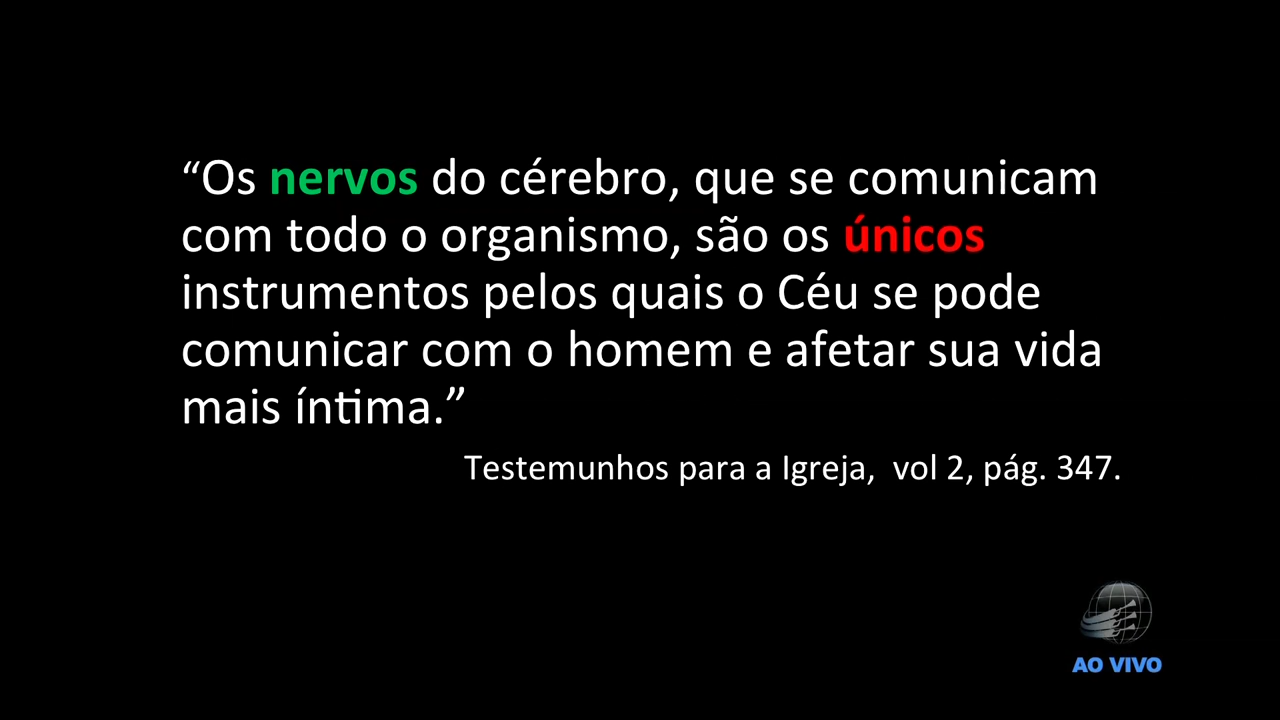 “Os nervos do cérebro, que se comunicam
com todo o organismo, são os únicos
instrumentos pelos quais o Céu se pode
comunicar com o homem e afetar sua vida
mais íntima.”
Testemunhos para a Igreja, vol 2, pág. 347.
AO VIVO